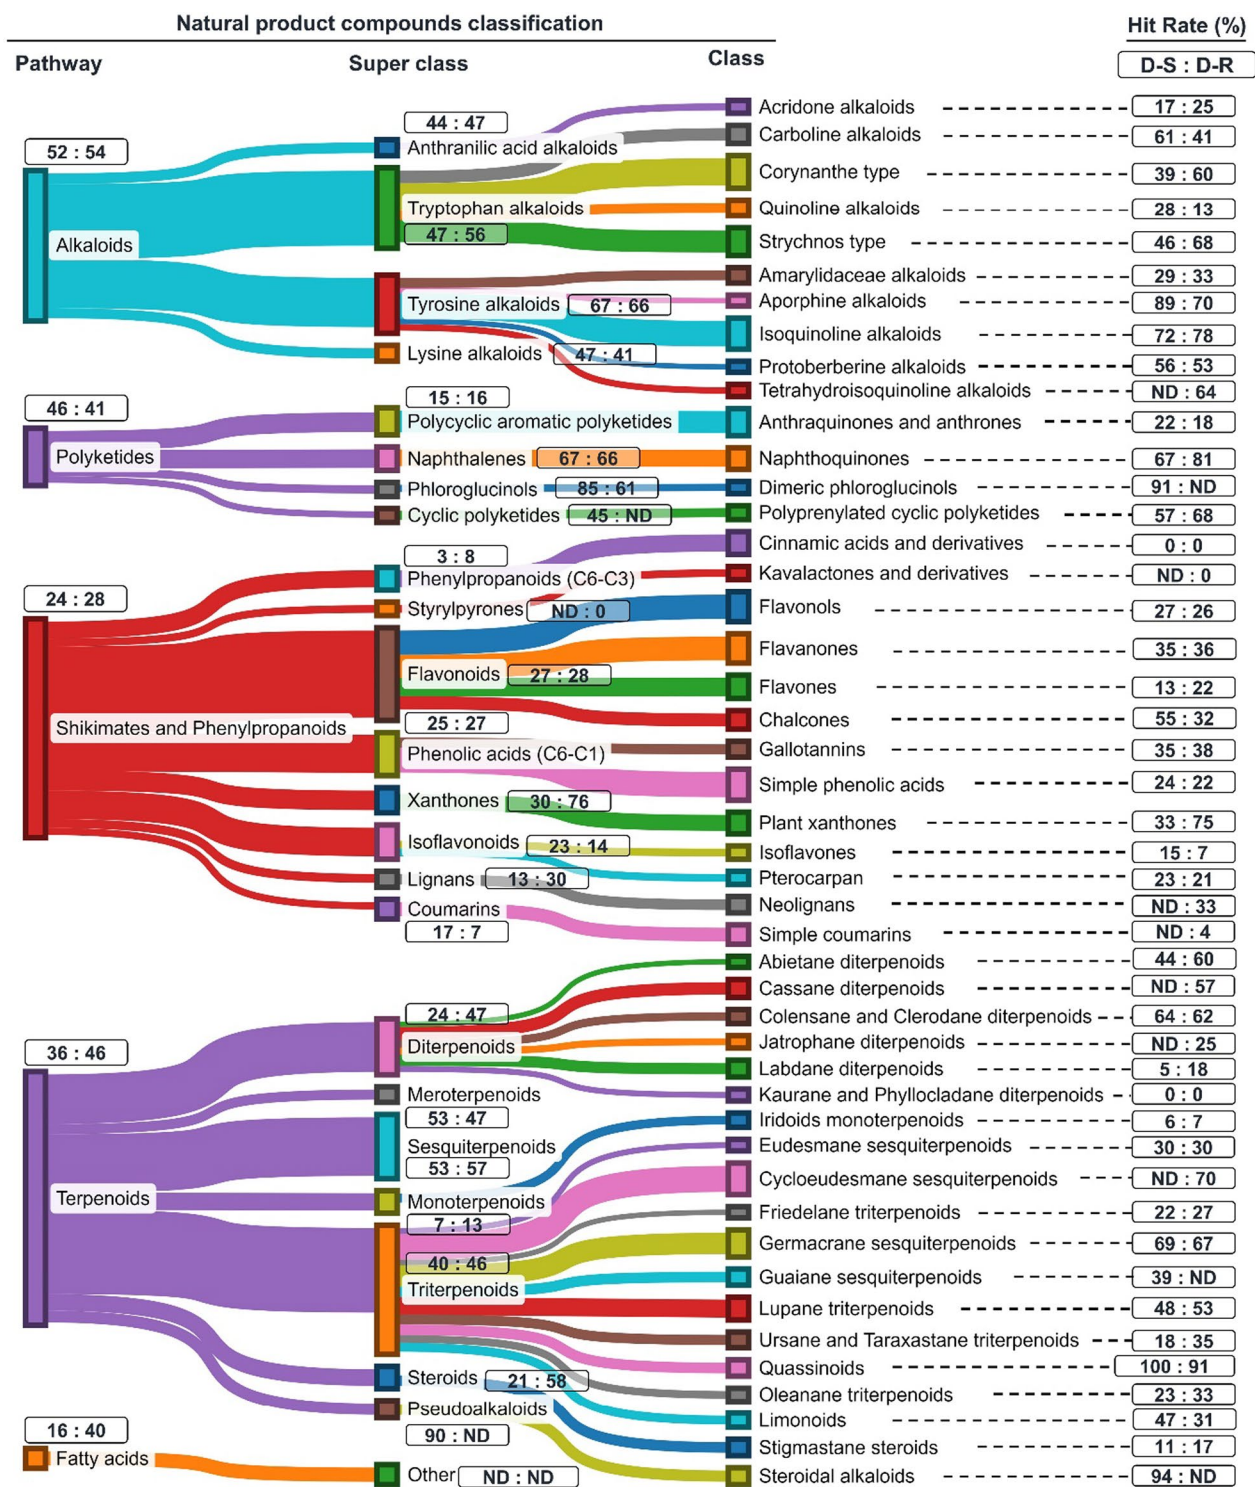 Natural product compounds classification
Hit Rate (%)
Pathway
Super class
Class
D-S : D-R
52 : 54
Alkaloids
46 : 41
Polyketides
24 : 28
Shikimates and Phenylpropanoids
36 : 46
Terpenoids
16 : 40
Fatty acids
44 : 47
Anthranilic acid alkaloids
Tryptophan alkaloids
47 : 56
Tyrosine alkaloids 67 : 66
Lysine alkaloids 47 : 41
15 : 16
Polycyclic aromatic polyketides
Naphthalenes 67 : 66
Phloroglucinols 85 : 61
Cyclic polyketides 45 : ND
3 : 8
Phenylpropanoids (C6-C3)
Styrylpyrones ND : 0
Flavonoids 27 : 28
25 : 27
Phenolic acids (C6-C1)
Xanthones 30 : 76
Isoflavonoids 23 : 14
Lignans 13 : 30
Coumarins
17 : 7
24 : 47
Diterpenoids
Meroterpenoids
53 : 47
Sesquiterpenoids
53 : 57
Monoterpenoids
7 : 13
40 : 46
Triterpenoids
Steroids 21 : 58
Pseudoalkaloids
90 : ND
Other ND : ND
Acridone alkaloids 17 : 25
Carboline alkaloids 61 : 41
Corynanthe type 39 : 60
Quinoline alkaloids 28 : 13
Strychnos type 46 : 68
Amarylidaceae alkaloids 29 : 33
Aporphine alkaloids 89 : 70
Isoquinoline alkaloids 72 : 78
Protoberberine alkaloids 56 : 53
Tetrahydroisoquinoline alkaloids ND : 64
Anthraquinones and anthrones 22 : 18
Naphthoquinones 67 : 81
Dimeric phloroglucinols 91 : ND
Polyprenylated cyclic polyketides 57 : 68
Cinnamic acids and derivatives 0 : 0
Kavalactones and derivatives ND : 0
Flavonols 27 : 26
Flavanones 35 : 36
Flavones 13 : 22
Chalcones 55 : 32
Gallotannins 35 : 38
Simple phenolic acids 24 : 22
Plant xanthones 33 : 75
Isoflavones 15 : 7
Pterocarpan 23 : 21
Neolignans ND : 33
Simple coumarins ND : 4
Abietane diterpenoids 44 : 60
Cassane diterpenoids ND : 57
Colensane and Clerodane diterpenoids 64 : 62
Jatrophane diterpenoids ND : 25
Labdane diterpenoids 5 : 18
Kaurane and Phyllocladane diterpenoids 0 : 0
Iridoids monoterpenoids 6 : 7
Eudesmane sesquiterpenoids 30 : 30
Cycloeudesmane sesquiterpenoids ND : 70
Friedelane triterpenoids 22 : 27
Germacrane sesquiterpenoids 69 : 67
Guaiane sesquiterpenoids 39 : ND
Lupane triterpenoids 48 : 53
Ursane and Taraxastane triterpenoids 18 : 35
Quassinoids 100 : 91
Oleanane triterpenoids 23 : 33
Limonoids 47 : 31
Stigmastane steroids 11 : 17
Steroidal alkaloids 94 : ND